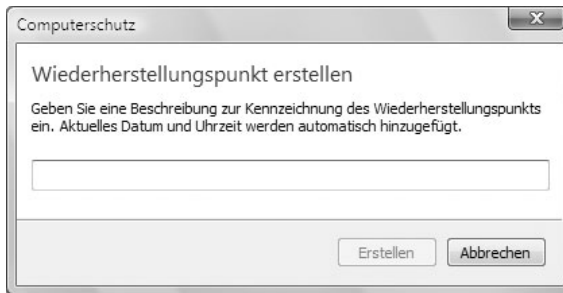 Computerschutz
Wiederherstellungspunkt erstellen
Geben Sie eine Beschreibung zur Kennzeichnung des Wiederherstellungspunkts
ein. Aktuelles Datum und Uhrzeit werden automatisch hinzugefügt.
Erstellen
Abbrechen